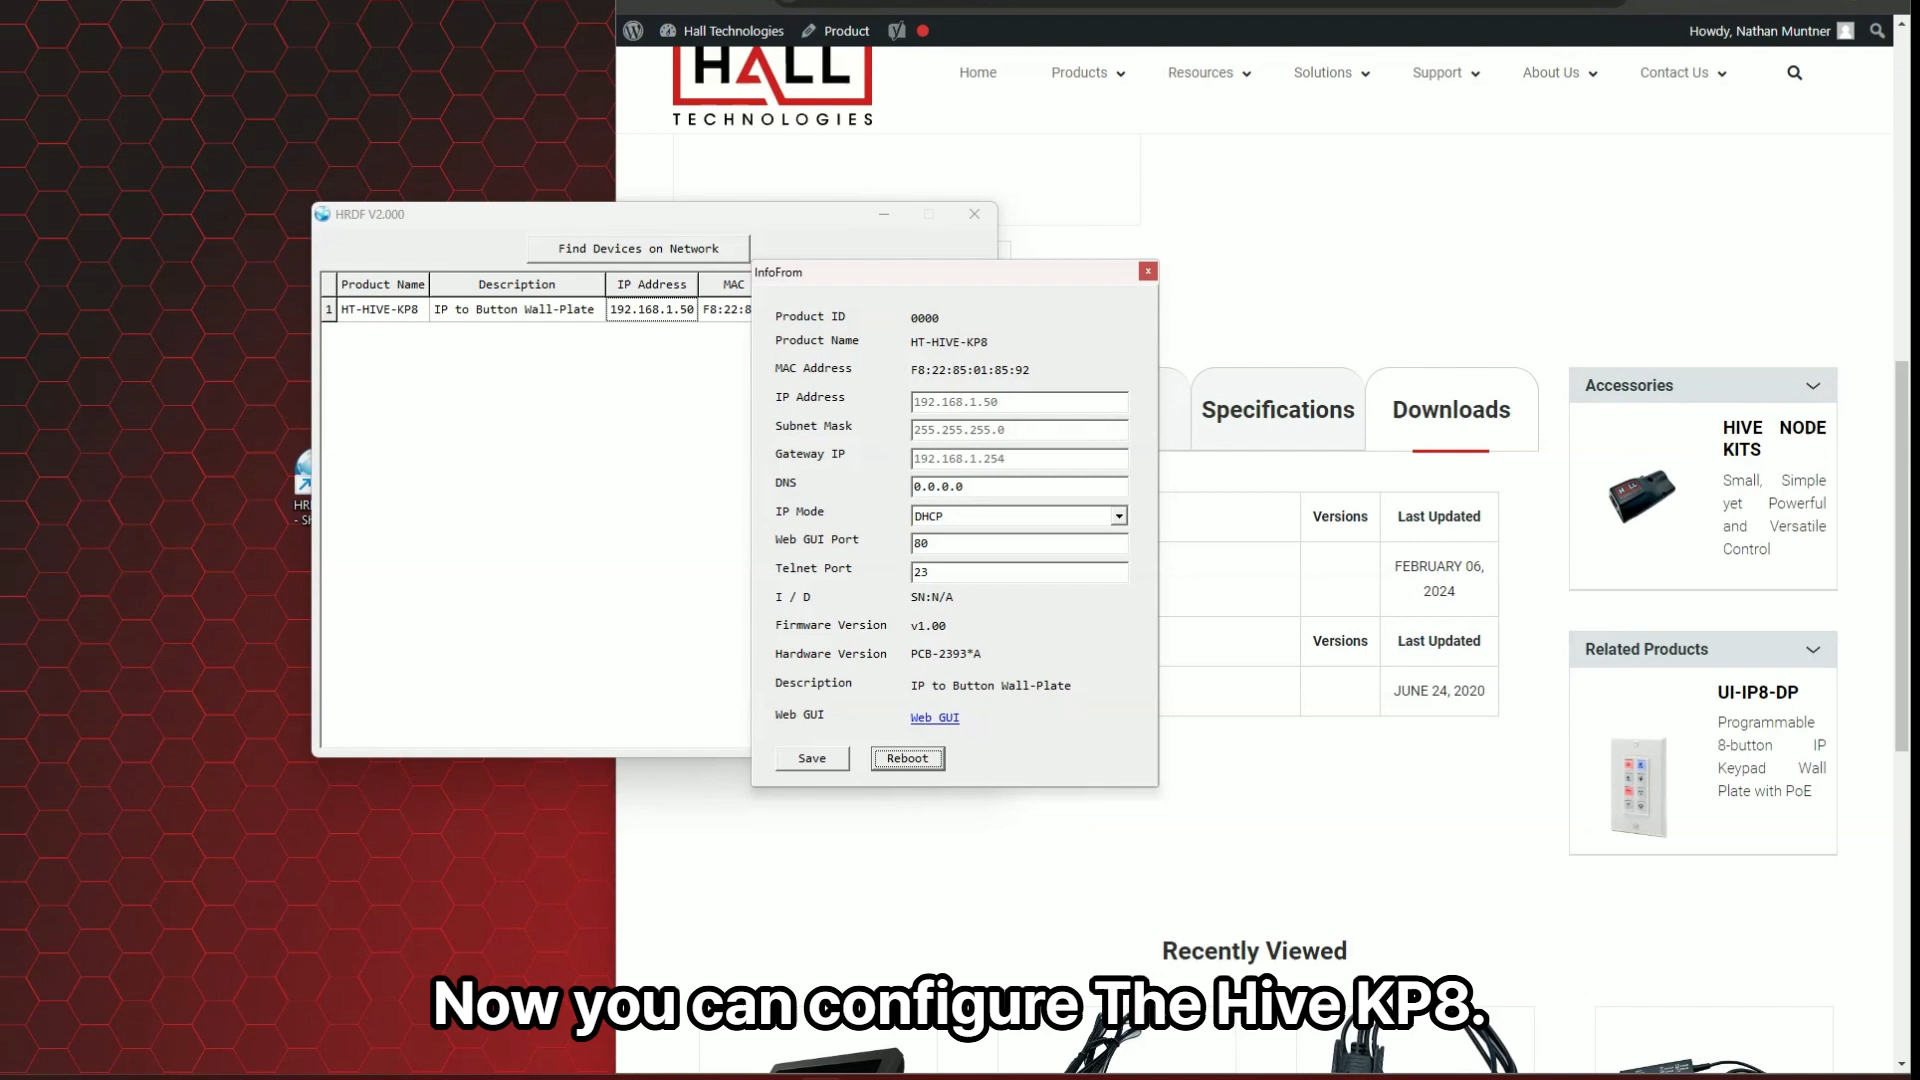 Hall Technologies
Product
Howdy, Nathan Muntner
HALL
TECHNOLOGIES
Home
Products
Resources
Solutions
Support
About Us
Contact Us
HRDF V2.000
Find Devices on Network
Product Name
Description
IP Address
MAC
1
HT-HIVE-KP8
IP to Button Wall-Plate
192.168.1.50
F8:22:8
InfoFrom
Product ID
0000
Product Name
HT-HIVE-KP8
MAC Address
F8:22:85:01:85:92
IP Address
192.168.1.50
Subnet Mask
255.255.255.0
Gateway IP
192.168.1.254
DNS
0.0.0.0
IP Mode
DHCP
Web GUI Port
80
Telnet Port
23
I / D
SN:N/A
Firmware Version
v1.00
Hardware Version
PCB-2393*A
Description
IP to Button Wall-Plate
Web GUI
Web GUI
Save
Reboot
Specifications
Downloads
Versions
Last Updated
FEBRUARY 06,
2024
Versions
Last Updated
JUNE 24, 2020
Accessories
HIVE NODE
KITS
Small, Simple
yet Powerful
and Versatile
Control
Related Products
UI-IP8-DP
Programmable
8-button IP
Keypad Wall
Plate with PoE
Recently Viewed
Now you can configure The Hive KP8.